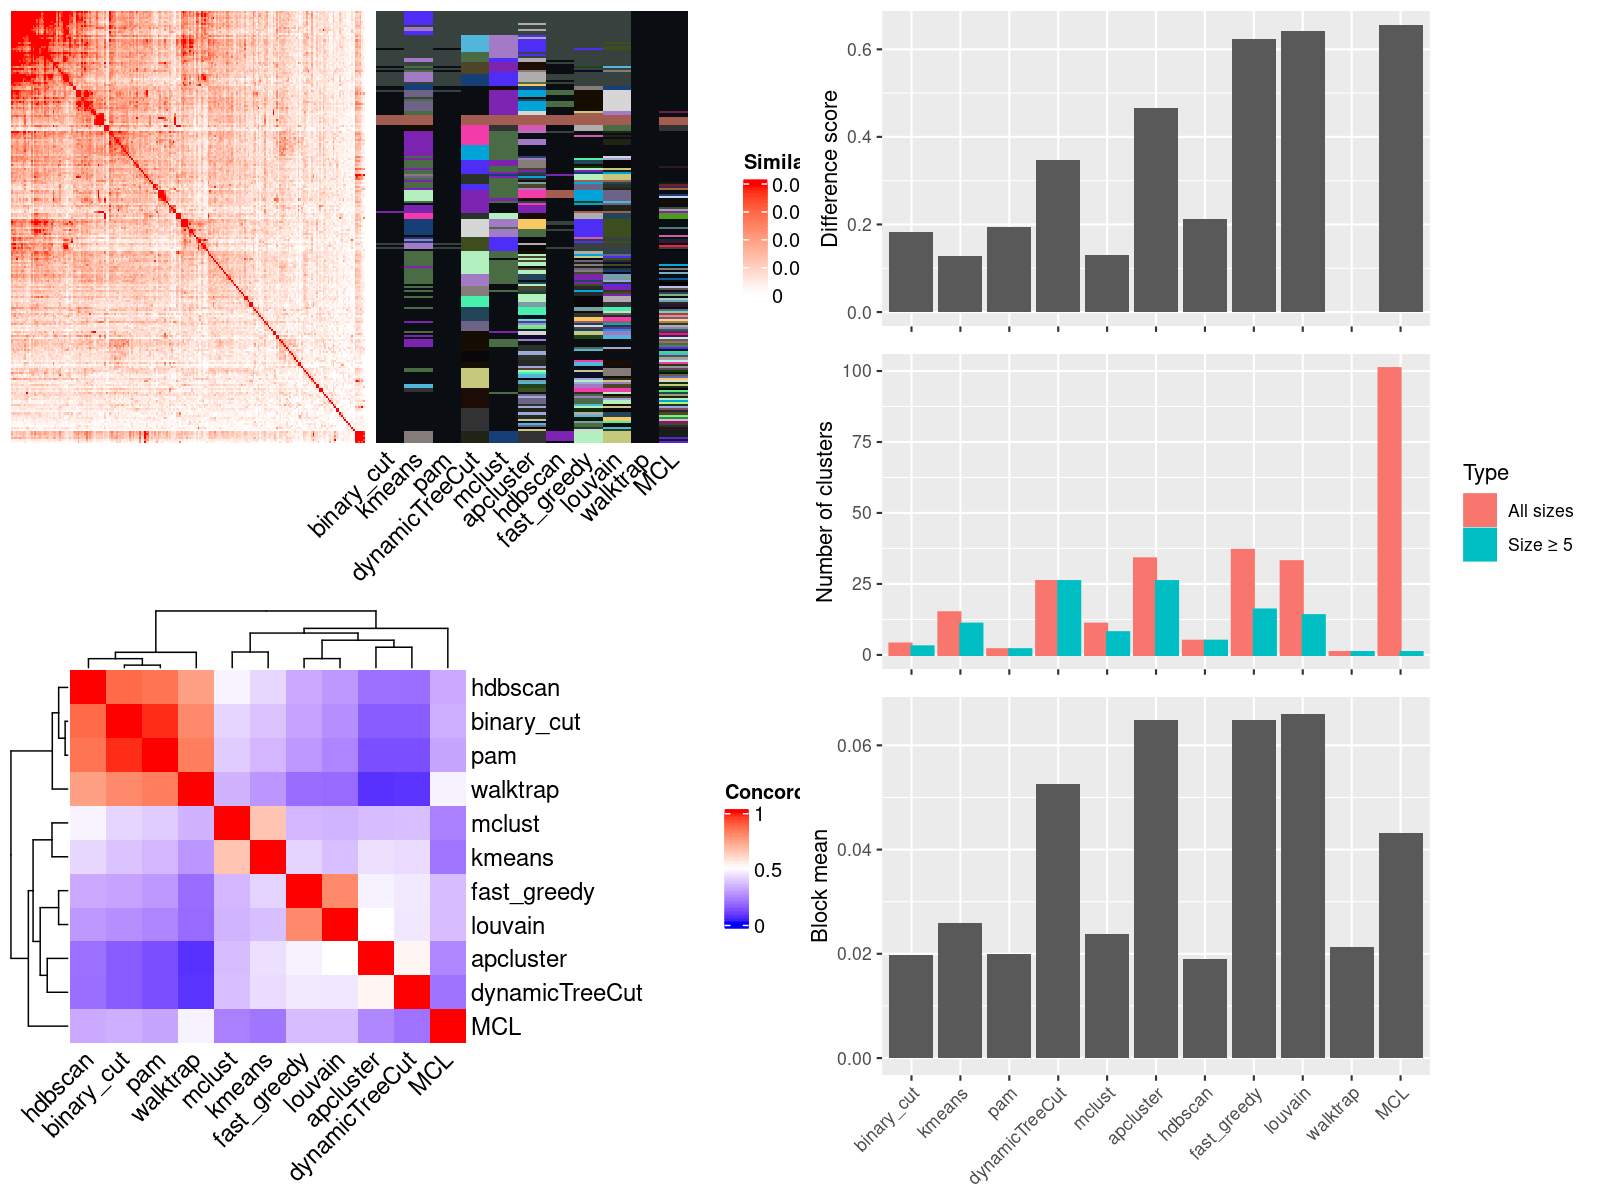 Simila
0.0
0.0
0.0
0.0
0
binary_cut
kmeans
pam
dynamicTreeCut
mclust
apcluster
hdbscan
fast_greedy
louvain
walktrap
MCL
hdbscan
binary_cut
pam
walktrap
mclust
kmeans
fast_greedy
louvain
apcluster
dynamicTreeCut
MCL
hdbscan
binary_cut
pam
walktrap
mclust
kmeans
fast_greedy
louvain
apcluster
dynamicTreeCut
MCL
Concord
1
0.5
0
Difference score
0.6
0.4
0.2
0.0
Number of clusters
100
75
50
25
0
Type
All sizes
Size ≥ 5
Block mean
0.06
0.04
0.02
0.00
binary_cut
kmeans
pam
dynamicTreeCut
mclust
apcluster
hdbscan
fast_greedy
louvain
walktrap
MCL